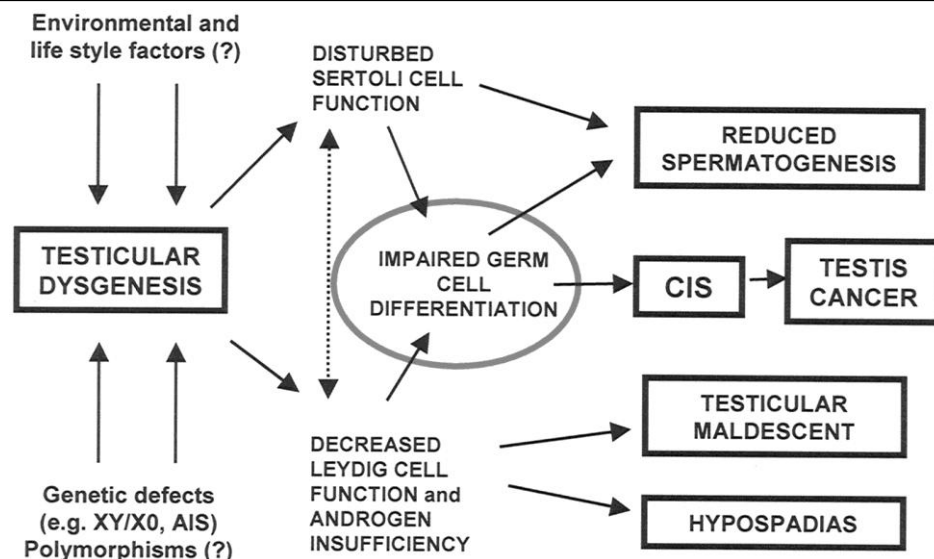 Environmental and
life style factors (?)
DISTURBED
SERTOLI CELL
FUNCTION
REDUCED
SPERMATOGENESIS
TESTICULAR
DYSGENESIS
IMPAIRED GERM
CELL
DIFFERENTIATION
CIS
TESTIS
CANCER
TESTICULAR
MALDESCENT
DECREASED
LEYDIG CELL
FUNCTION and
ANDROGEN
INSUFFICIENCY
HYPOSPADIAS
Genetic defects
(e.g. XY/X0, AIS)
Polymorphisms (?)